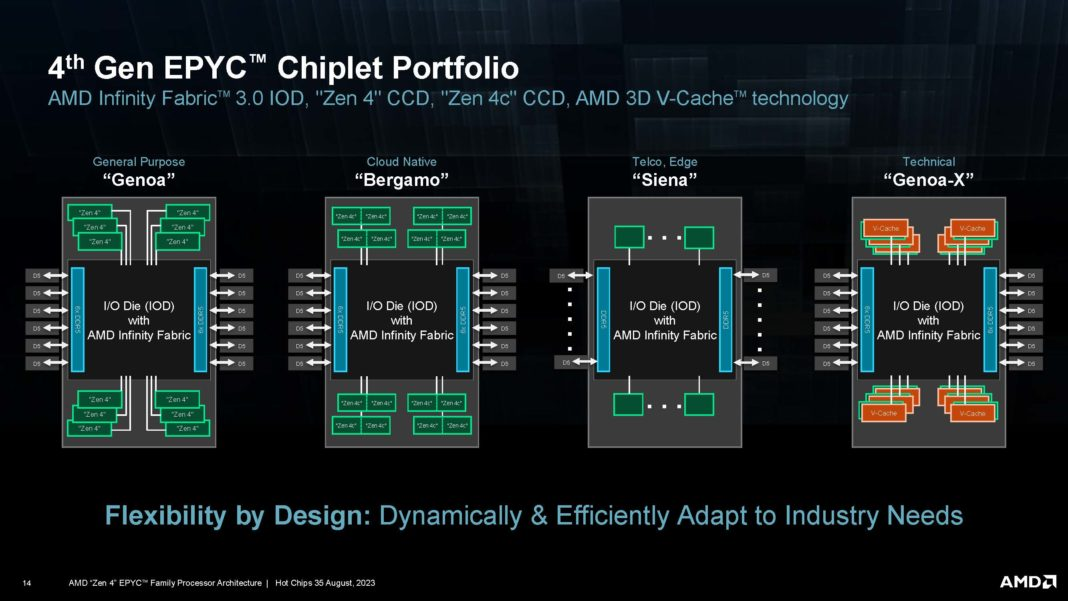 4th Gen EPYC™ Chiplet Portfolio
AMD Infinity Fabric™ 3.0 IOD, "Zen 4" CCD, "Zen 4c" CCD, AMD 3D V-Cache™ technology
General Purpose
“Genoa”
"Zen 4" "Zen 4"
"Zen 4" "Zen 4"
"Zen 4" "Zen 4"
D5 D5
D5 D5
D5 D5
D5 D5
D5 D5
D5 D5
6x DDR5
I/O Die (IOD)
with
AMD Infinity Fabric
6x DDR5
"Zen 4" "Zen 4"
"Zen 4" "Zen 4"
"Zen 4" "Zen 4"
Cloud Native
“Bergamo”
"Zen 4c" "Zen 4c" "Zen 4c" "Zen 4c"
"Zen 4c" "Zen 4c" "Zen 4c" "Zen 4c"
D5 D5
D5 D5
D5 D5
D5 D5
D5 D5
D5 D5
6x DDR5
I/O Die (IOD)
with
AMD Infinity Fabric
6x DDR5
"Zen 4c" "Zen 4c" "Zen 4c" "Zen 4c"
"Zen 4c" "Zen 4c" "Zen 4c" "Zen 4c"
Telco, Edge
“Siena”
D5 D5
DDR5
I/O Die (IOD)
with
AMD Infinity Fabric
DDR5
D5 D5
Technical
“Genoa-X”
V-Cache V-Cache
D5 D5
D5 D5
D5 D5
D5 D5
D5 D5
D5 D5
6x DDR5
I/O Die (IOD)
with
AMD Infinity Fabric
6x DDR5
V-Cache V-Cache
Flexibility by Design: Dynamically & Efficiently Adapt to Industry Needs
14 AMD “Zen 4” EPYC™ Family Processor Architecture | Hot Chips 35 August, 2023
AMD